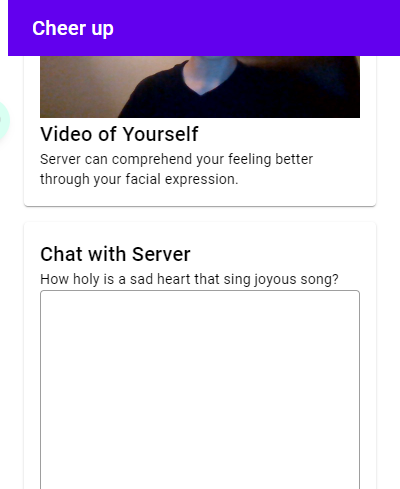 Cheer up
Video of Yourself
Server can comprehend your feeling better
through your facial expression.
Chat with Server
How holy is a sad heart that sing joyous song?